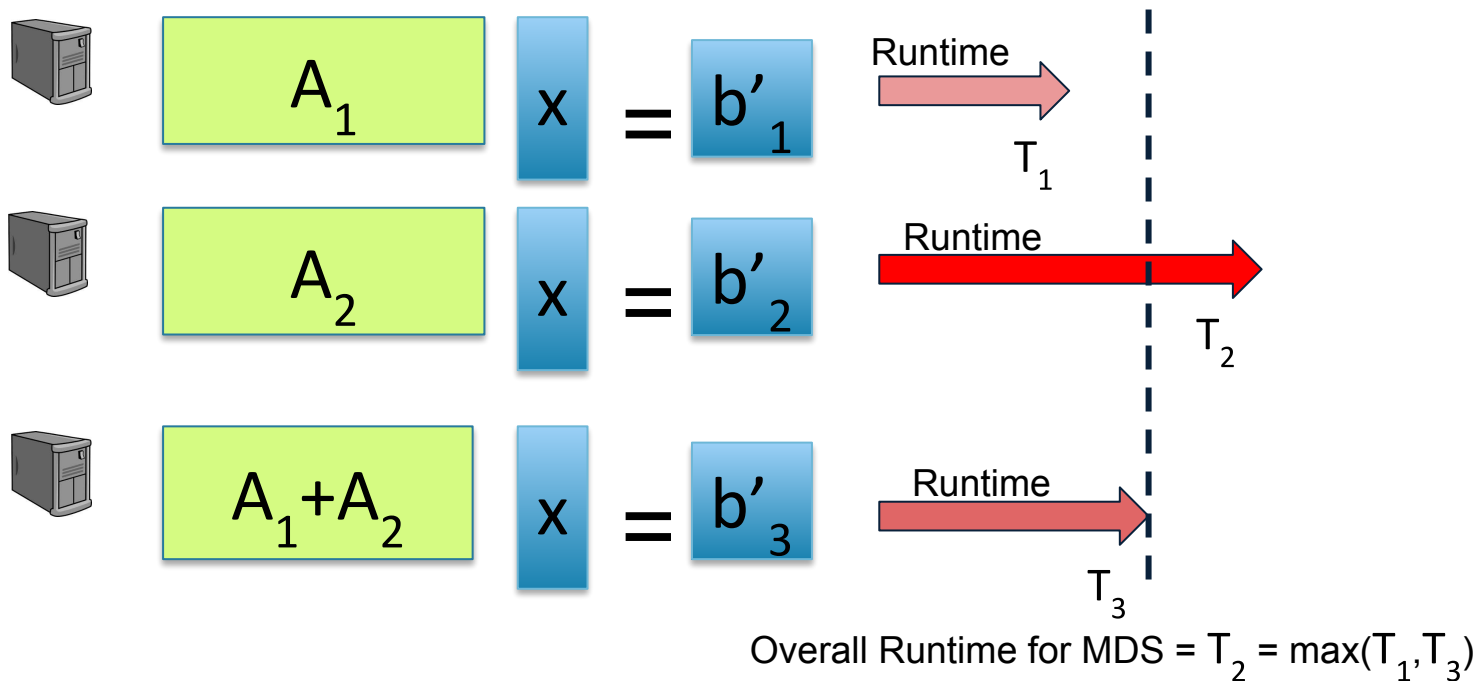 Runtime
A₁ x = b′₁
T₁
Runtime
A₂ x = b′₂
T₂
Runtime
A₁+A₂ x = b′₃
T₃
Overall Runtime for MDS = T₂ = max(T₁,T₃)